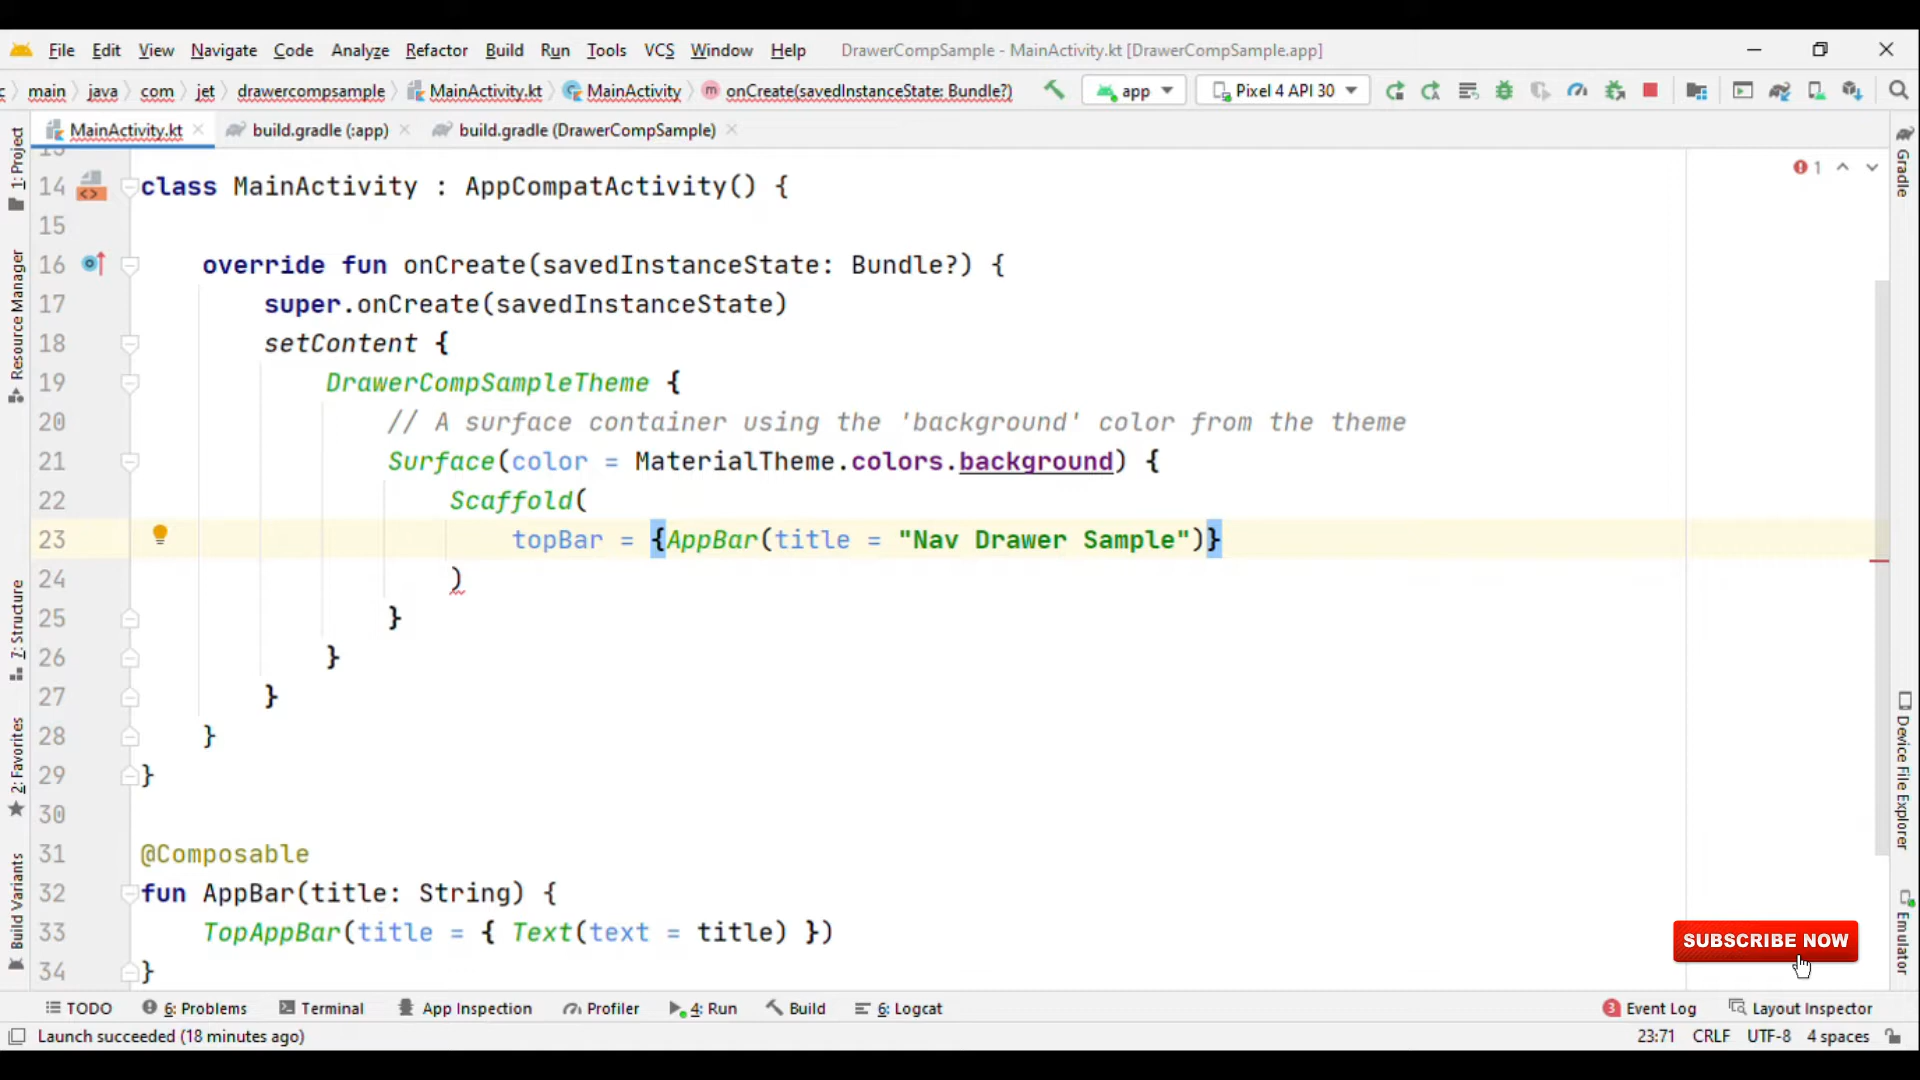 File Edit View Navigate Code Analyze Refactor Build Run Tools VCS Window Help DrawerCompSample - MainActivity.kt [DrawerCompSample.app]
main java com jet drawercompsample MainActivity.kt MainActivity onCreate(savedInstanceState: Bundle?) app Pixel 4 API 30
MainActivity.kt build.gradle (:app) build.gradle (DrawerCompSample)
1: Project
Resource Manager
7: Structure
2: Favorites
Build Variants
13
14 class MainActivity : AppCompatActivity() {
15
16 override fun onCreate(savedInstanceState: Bundle?) {
17 super.onCreate(savedInstanceState)
18 setContent {
19 DrawerCompSampleTheme {
20 // A surface container using the 'background' color from the theme
21 Surface(color = MaterialTheme.colors.background) {
22 Scaffold(
23 topBar = {AppBar(title = "Nav Drawer Sample")}
24 )
25 }
26 }
27 }
28 }
29 }
30
31 @Composable
32 fun AppBar(title: String) {
33 TopAppBar(title = { Text(text = title) })
34 }
1
Gradle
Device File Explorer
Emulator
SUBSCRIBE NOW
TODO 6: Problems Terminal App Inspection Profiler 4: Run Build 6: Logcat 3 Event Log Layout Inspector
Launch succeeded (18 minutes ago) 23:71 CRLF UTF-8 4 spaces